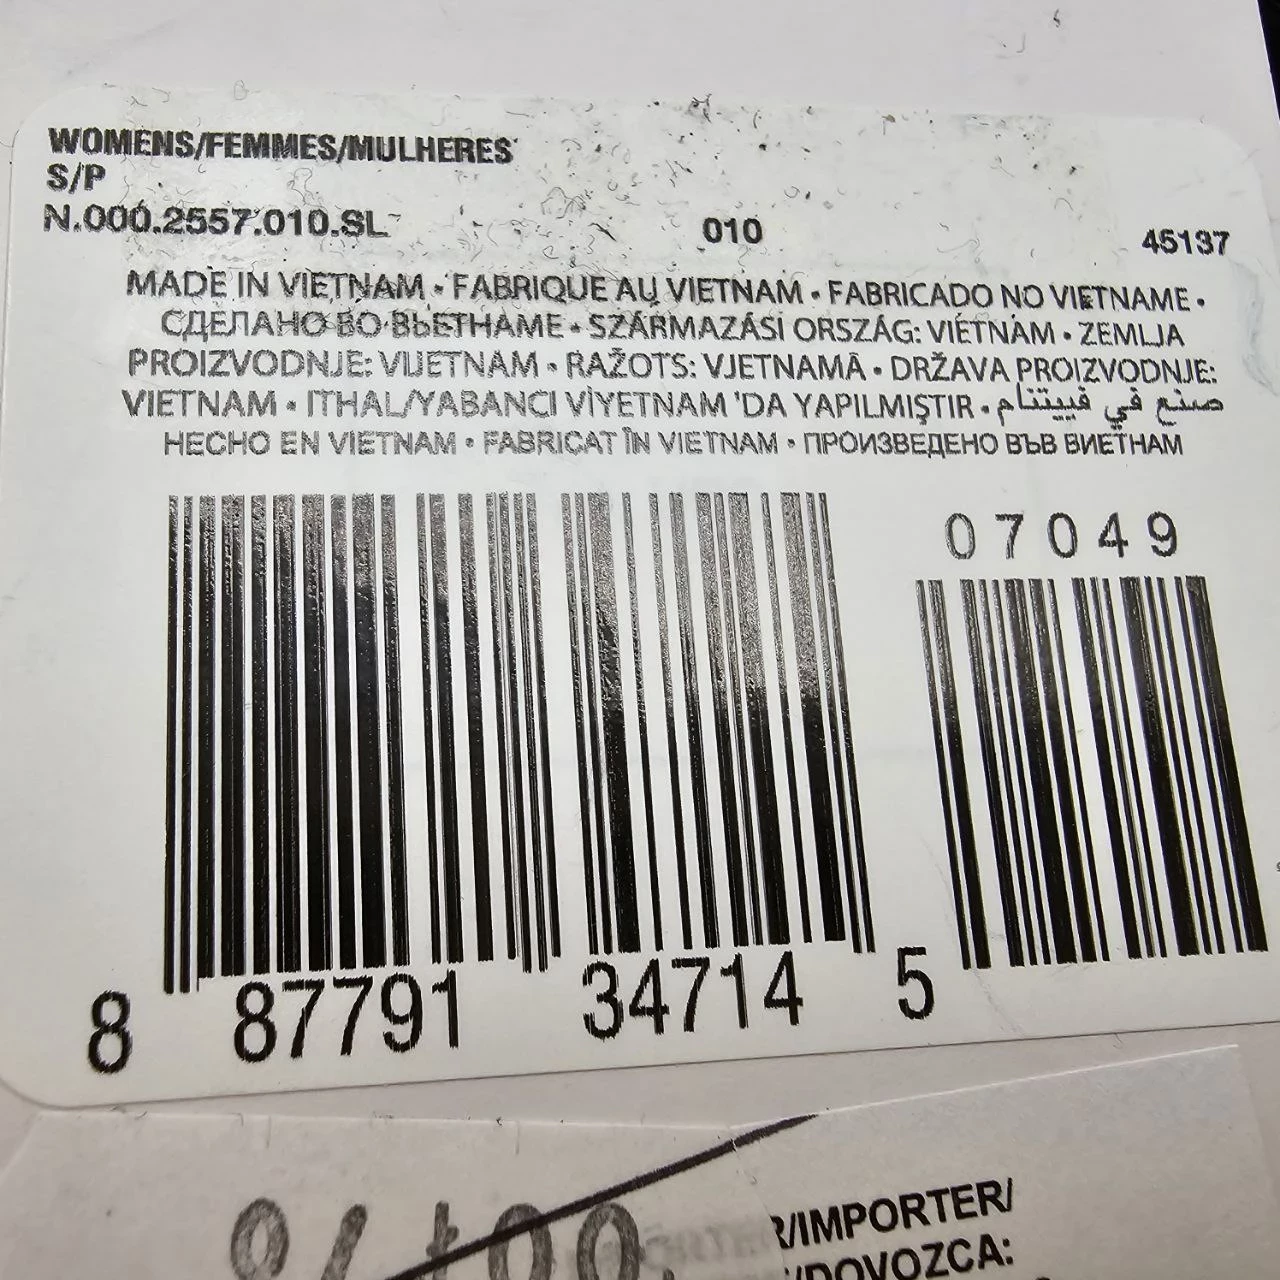 WOMENS/FEMMES/MULHERES
S/P
N.000.2557.010.SL 010 45137
MADE IN VIETNAM • FABRIQUE AU VIETNAM • FABRICADO NO VIETNAME •
СДЕЛАНО ВО ВЬЕТНАМЕ • SZÁRMAZÁSI ORSZÁG: VIETNÁM • ZEMLJA
PROIZVODNJE: VIJETNAM • RAŽOTS: VJETNAMĀ • DRŽAVA PROIZVODNJE:
VIETNAM • ITHAL/YABANCI VİYETNAM 'DA YAPILMIŞTIR • صنع في فييتنام
HECHO EN VIETNAM • FABRICAT ÎN VIETNAM • ПРОИЗВЕДЕНО ВЪВ ВИЕТНАМ
07049
8 87791 34714 5
/IMPORTER/
/DOVOZCA: